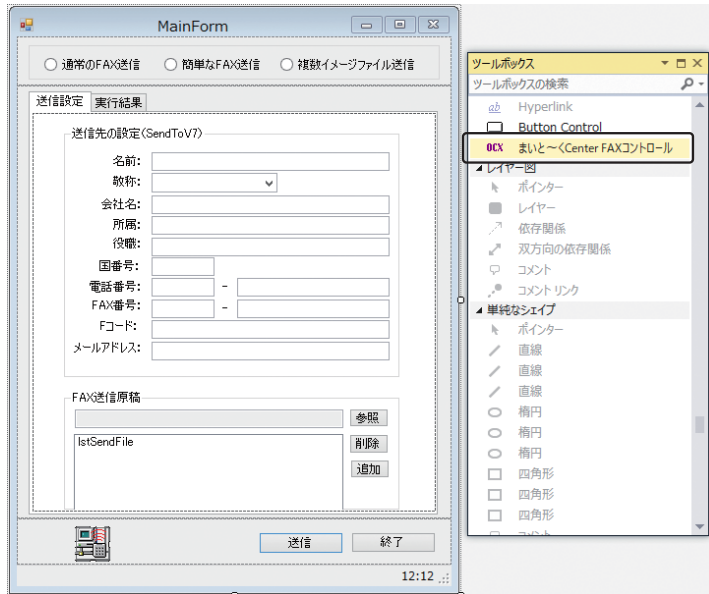 MainForm
通常のFAX送信 簡単なFAX送信 複数イメージファイル送信
送信設定 実行結果
送信先の設定(SendToV7)
名前:
敬称:
会社名:
所属:
役職:
国番号:
電話番号: -
FAX番号: -
Fコード:
メールアドレス:
FAX送信原稿
参照
lstSendFile
削除
追加
送信 終了
12:12
ツールボックス
ツールボックスの検索
ab Hyperlink
Button Control
OCX まいと～くCenter FAXコントロール
レイヤー図
ポインター
レイヤー
依存関係
双方向の依存関係
コメント
コメント リンク
単純なシェイプ
ポインター
直線
直線
直線
楕円
楕円
楕円
四角形
四角形
四角形
コメント